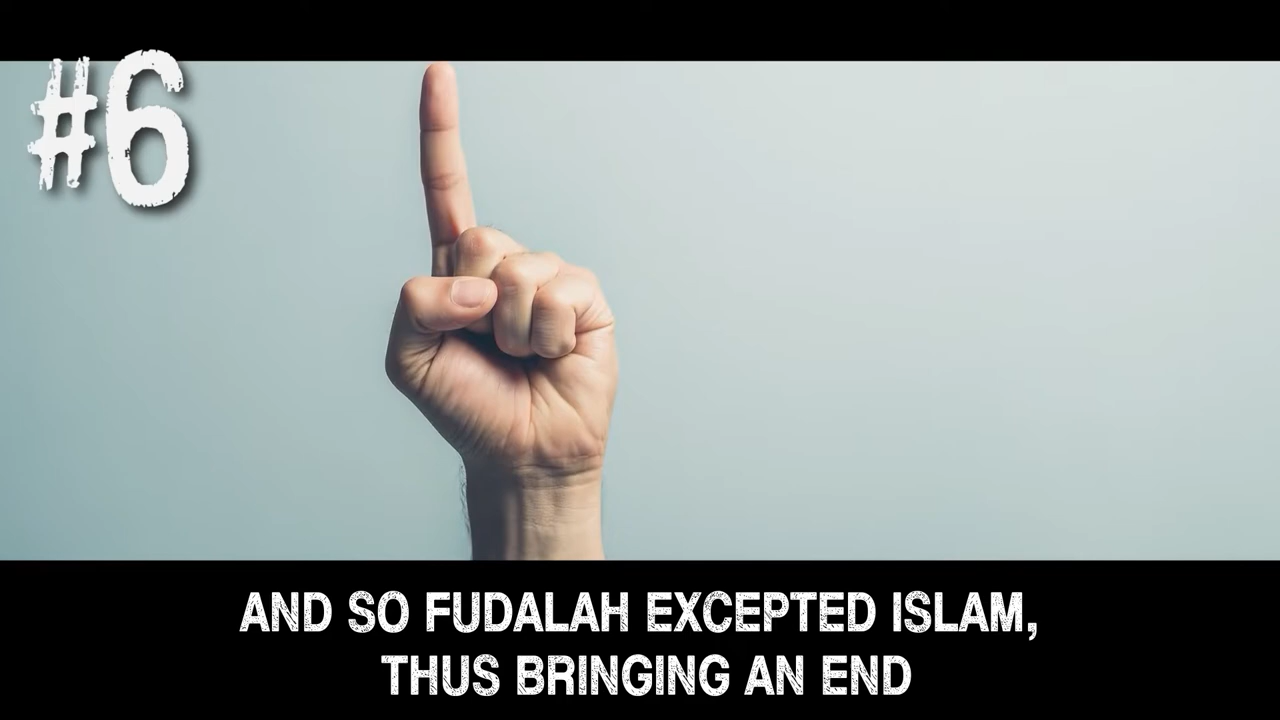 #6
AND SO FUDALAH EXCEPTED ISLAM,
THUS BRINGING AN END